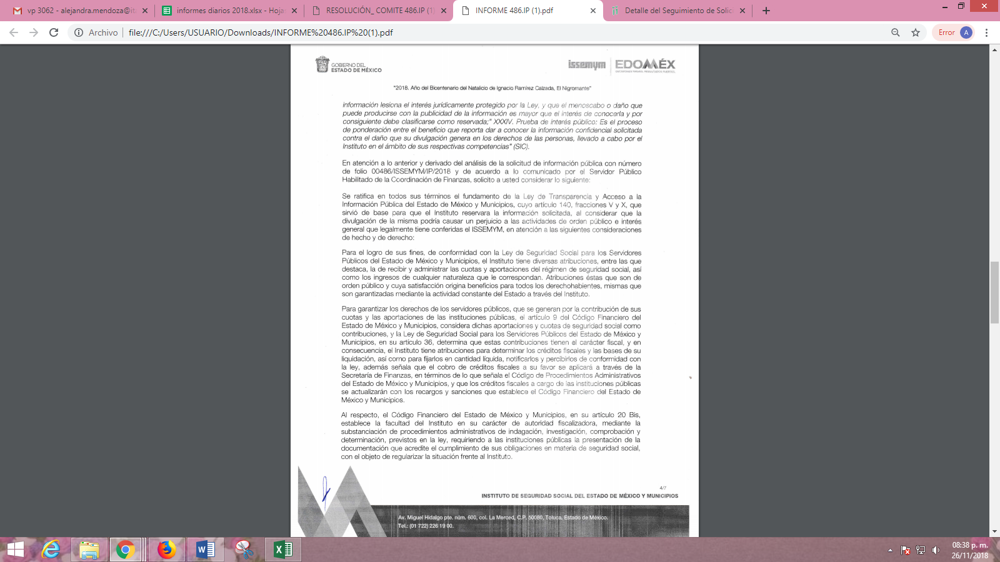 vp 3062 - alejandra.mendoza@it
informes diarios 2018.xlsx - Hoja
RESOLUCIÓN_ COMITE 486.IP (1)
INFORME 486.IP (1).pdf
Detalle del Seguimiento de Solic
Archivo
file:///C:/Users/USUARIO/Downloads/INFORME%20486.IP%20(1).pdf
Error
A
GOBIERNO DEL
ESTADO DE MÉXICO
issemym
EDOMÉX
"2018. Año del Bicentenario del Natalicio de Ignacio Ramírez Calzada, El Nigromante"
información lesiona el interés jurídicamente protegido por la Ley, y que el menoscabo o daño que
puede producirse con la publicidad de la información es mayor que el interés de conocerla y por
consiguiente debe clasificarse como reservada;" XXXIV. Prueba de interés público: Es el proceso
de ponderación entre el beneficio que reporta dar a conocer la información confidencial solicitada
contra el daño que su divulgación genera en los derechos de las personas, llevado a cabo por el
Instituto en el ámbito de sus respectivas competencias" (SIC).
En atención a lo anterior y derivado del análisis de la solicitud de información pública con número
de folio 00486/ISSEMYM/IP/2018 y de acuerdo a lo comunicado por el Servidor Público
Habilitado de la Coordinación de Finanzas, solicito a usted considerar lo siguiente:
Se ratifica en todos sus términos el fundamento de la Ley de Transparencia y Acceso a la
Información Pública del Estado de México y Municipios, cuyo artículo 140, fracciones V y X, que
sirvió de base para que el Instituto reservara la información solicitada, al considerar que la
divulgación de la misma podría causar un perjuicio a las actividades de orden público e interés
general que legalmente tiene conferidas el ISSEMYM, en atención a las siguientes consideraciones
de hecho y de derecho:
Para el logro de sus fines, de conformidad con la Ley de Seguridad Social para los Servidores
Públicos del Estado de México y Municipios, el Instituto tiene diversas atribuciones, entre las que
destaca, la de recibir y administrar las cuotas y aportaciones del régimen de seguridad social, así
como los ingresos de cualquier naturaleza que le correspondan. Atribuciones éstas que son de
orden público y cuya satisfacción origina beneficios para todos los derechohabientes, mismas que
son garantizadas mediante la actividad constante del Estado a través del Instituto.
Para garantizar los derechos de los servidores públicos, que se generan por la contribución de sus
cuotas y las aportaciones de las instituciones públicas, el artículo 9 del Código Financiero del
Estado de México y Municipios, considera dichas aportaciones y cuotas de seguridad social como
contribuciones, y la Ley de Seguridad Social para los Servidores Públicos del Estado de México y
Municipios, en su artículo 36, determina que estas contribuciones tienen el carácter fiscal, y en
consecuencia, el Instituto tiene atribuciones para determinar los créditos fiscales y las bases de su
liquidación, así como para fijarlos en cantidad líquida, notificarlos y percibirlos de conformidad con
la ley, además señala que el cobro de créditos fiscales a su favor se aplicará a través de la
Secretaría de Finanzas, en términos de lo que señala el Código de Procedimientos Administrativos
del Estado de México y Municipios, y que los créditos fiscales a cargo de las instituciones públicas
se actualizarán con los recargos y sanciones que establece el Código Financiero del Estado de
México y Municipios.
Al respecto, el Código Financiero del Estado de México y Municipios, en su artículo 20 Bis,
establece la facultad del Instituto en su carácter de autoridad fiscalizadora, mediante la
substanciación de procedimientos administrativos de indagación, investigación, comprobación y
determinación, previstos en la ley, requiriendo a las instituciones públicas la presentación de la
documentación que acredite el cumplimiento de sus obligaciones en materia de seguridad social,
con el objeto de regularizar la situación frente al Instituto.
4/7
INSTITUTO DE SEGURIDAD SOCIAL DEL ESTADO DE MÉXICO Y MUNICIPIOS
Av. Miguel Hidalgo pte. núm. 600, col. La Merced, C.P. 50080, Toluca, Estado de México.
Tel.: (01 722) 226 19 00.
08:38 p. m.
26/11/2018